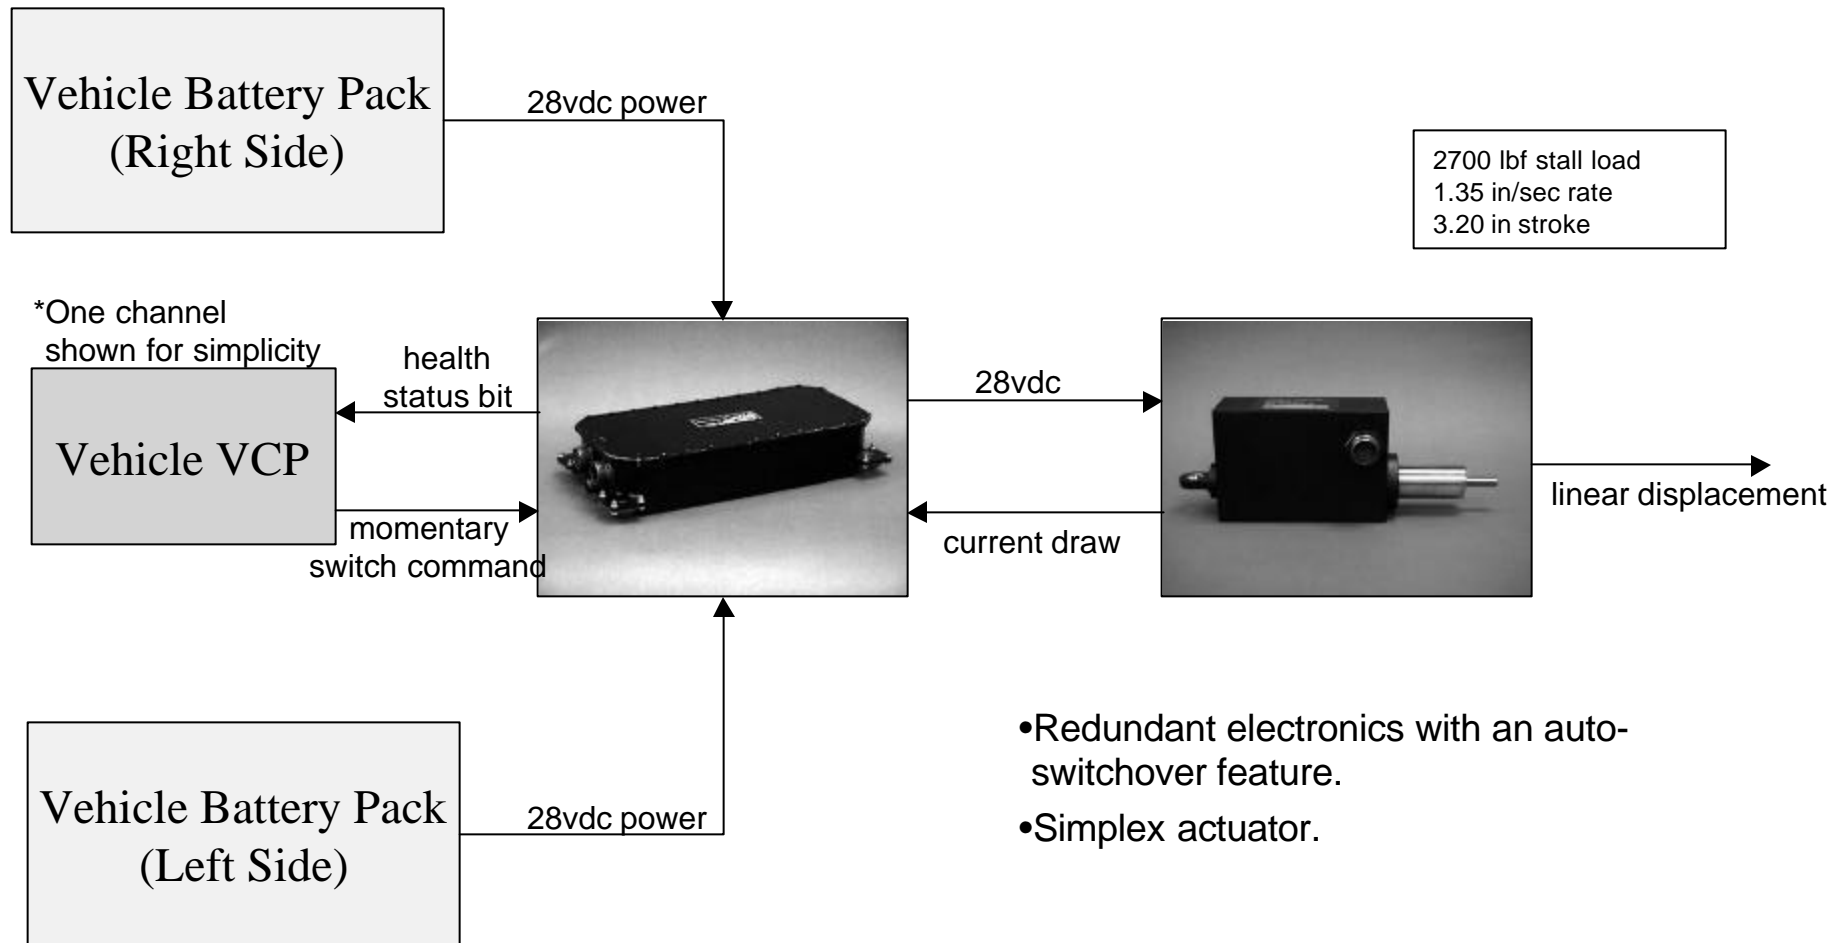 Vehicle Battery Pack
(Right Side)
28vdc power
2700 lbf stall load
1.35 in/sec rate
3.20 in stroke
*One channel
shown for simplicity
health
status bit
28vdc
Vehicle VCP
momentary
switch command
current draw
linear displacement
Vehicle Battery Pack
(Left Side)
28vdc power
•Redundant electronics with an auto-
switchover feature.
•Simplex actuator.